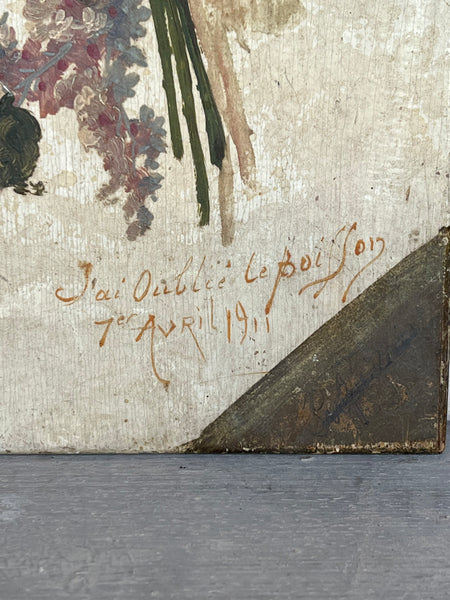 J'ai Oublié le poisson
1er Avril 1911